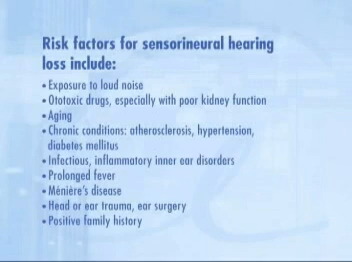 Risk factors for sensorineural hearing
loss include:
• Exposure to loud noise
• Ototoxic drugs, especially with poor kidney function
• Aging
• Chronic conditions: atherosclerosis, hypertension,
diabetes mellitus
• Infectious, inflammatory inner ear disorders
• Prolonged fever
• Ménière's disease
• Head or ear trauma, ear surgery
• Positive family history